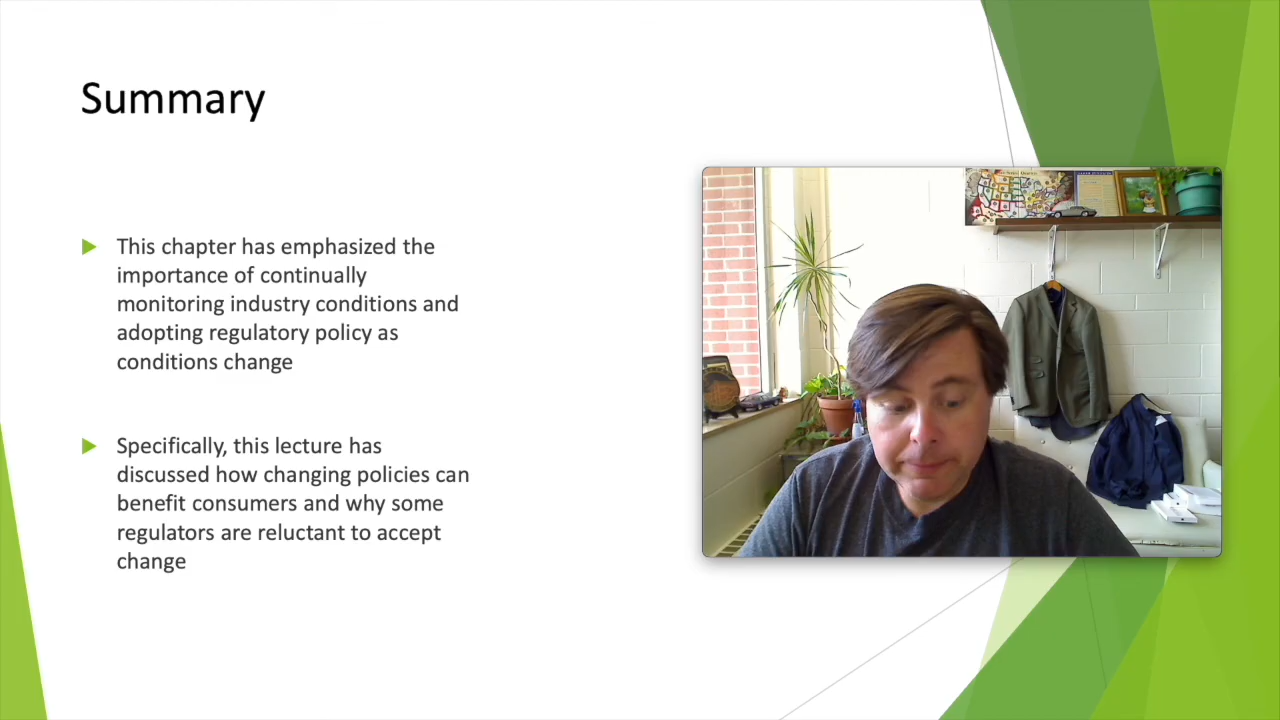 Summary
This chapter has emphasized the
importance of continually
monitoring industry conditions and
adopting regulatory policy as
conditions change
Specifically, this lecture has
discussed how changing policies can
benefit consumers and why some
regulators are reluctant to accept
change